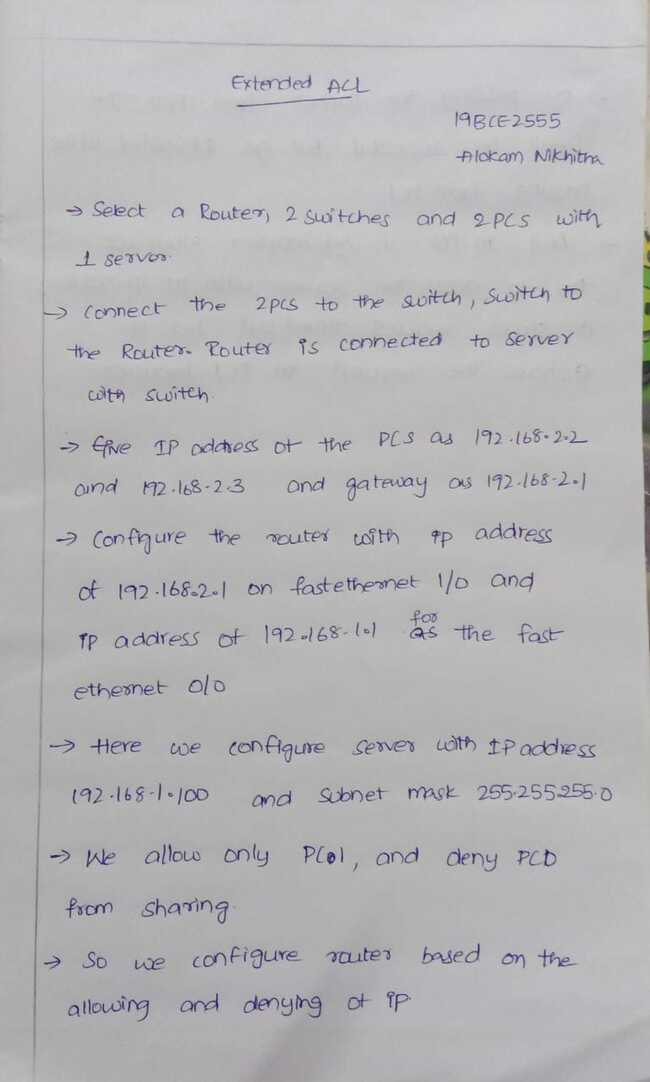 Extended ACL
19BCE2555
Alokam Nikhitha
→ Select a Router, 2 switches and 2 PCS with
1 server.
→ Connect the 2PCS to the switch, switch to
the Router. Router is connected to server
with switch.
→ Give IP address of the PCS as 192.168.2.2
and 192.168.2.3 and gateway as 192.168.2.1
→ Configure the router with ip address
of 192.168.2.1 on fastethernet 1/0 and
ip address of 192.168.1.1 for as the fast
ethernet 0/0
→ Here we configure server with IP address
192.168.1.100 and subnet mask 255.255.255.0
→ We allow only PC1, and deny PC0
from sharing.
→ So we configure router based on the
allowing and denying of ip.